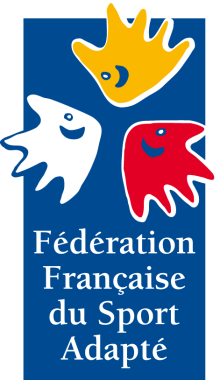 Fédération
Française
du Sport
Adapté